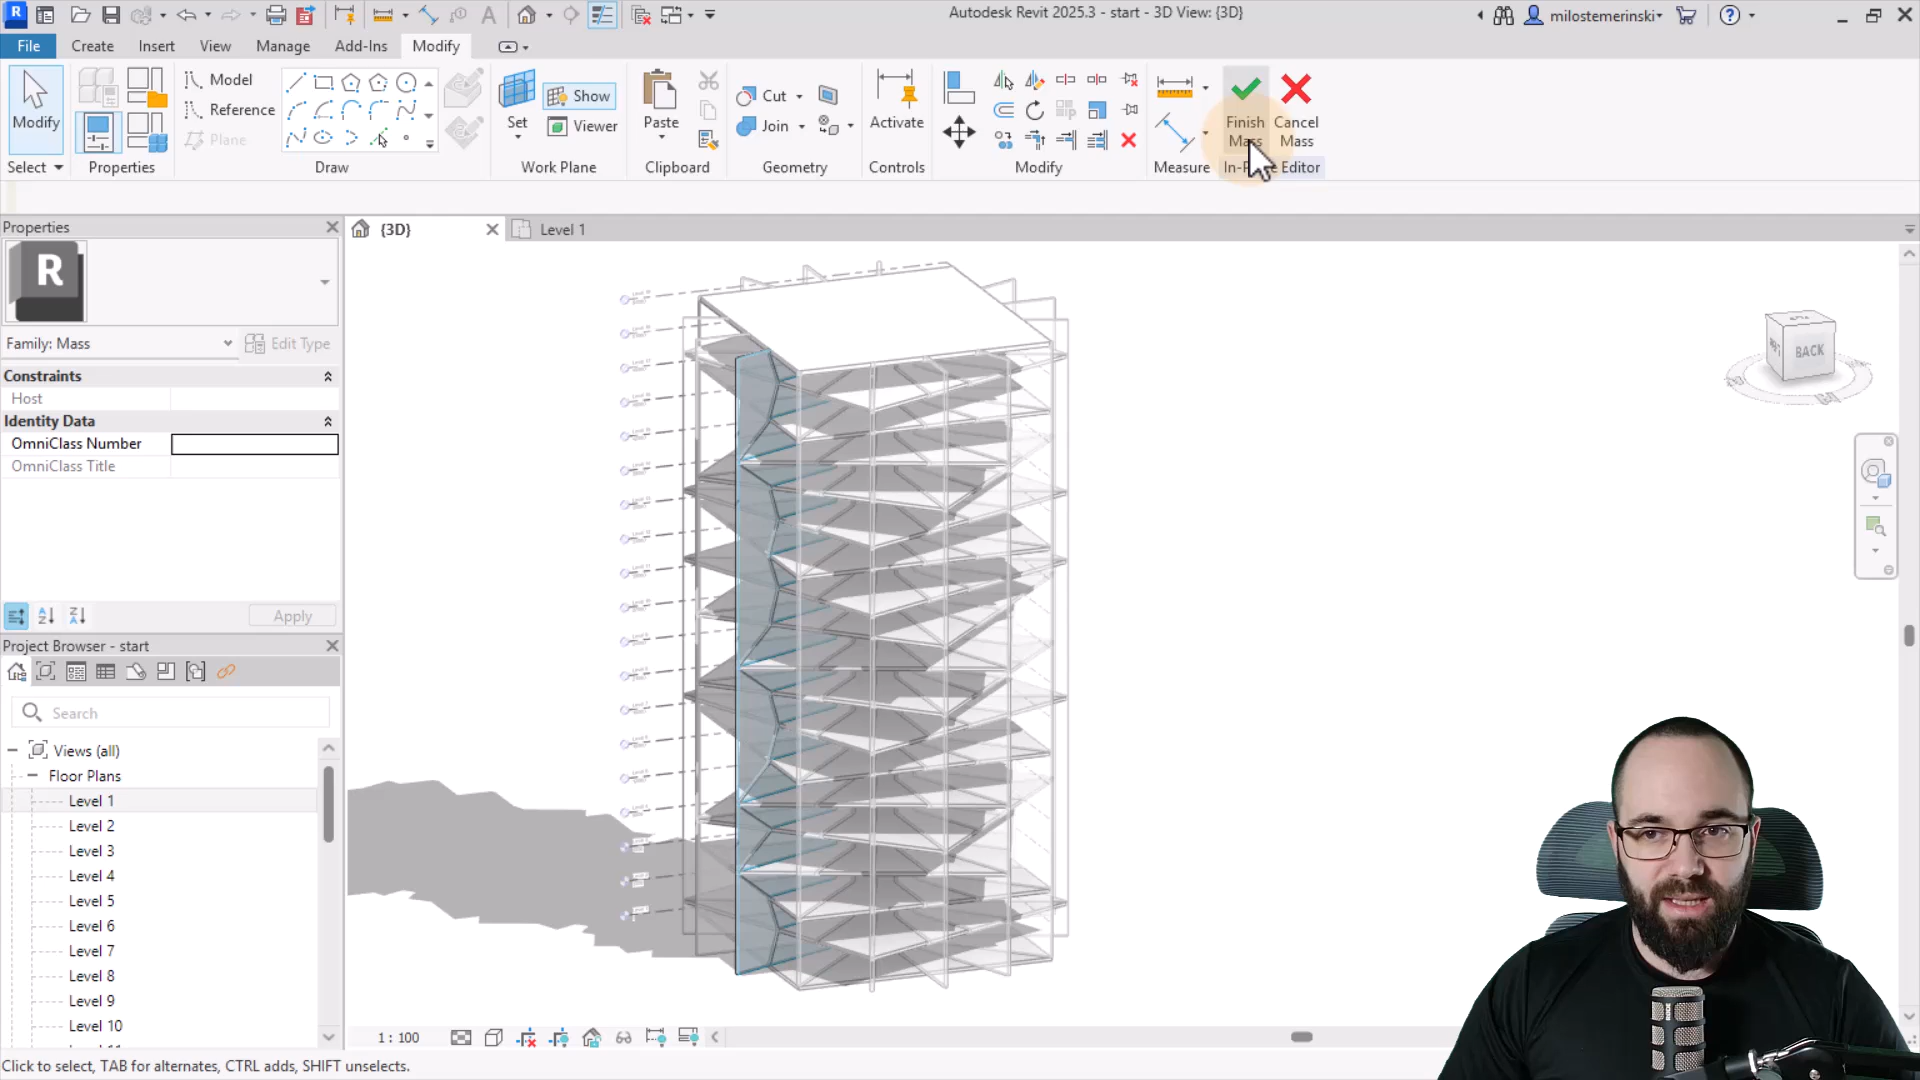 Autodesk Revit 2025.3 - start - 3D View: {3D}
milostemerinski
File
Create
Insert
View
Manage
Add-Ins
Modify
Modify
Select
Properties
Model
Reference
Plane
Draw
Set
Show
Viewer
Work Plane
Paste
Clipboard
Cut
Join
Geometry
Activate
Controls
Modify
Measure
Finish
Cancel
Mass
Editor
Properties
R
Family: Mass
Edit Type
Constraints
Host
Identity Data
OmniClass Number
OmniClass Title
Apply
{3D}
Level 1
BACK
Project Browser - start
Search
Views (all)
Floor Plans
Level 1
Level 2
Level 3
Level 4
Level 5
Level 6
Level 7
Level 8
Level 9
Level 10
1 : 100
Click to select, TAB for alternates, CTRL adds, SHIFT unselects.